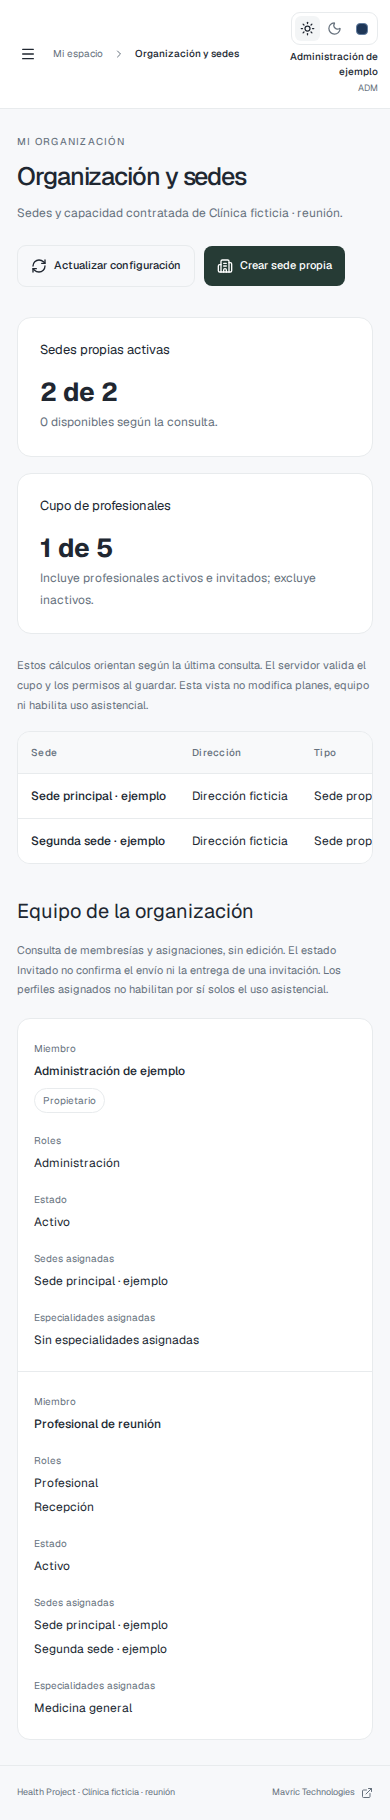 Mi espacio
Organización y sedes
Administración de
ejemplo
ADM
MI ORGANIZACIÓN
Organización y sedes
Sedes y capacidad contratada de Clínica ficticia · reunión.
Actualizar configuración
Crear sede propia
Sedes propias activas
2 de 2
0 disponibles según la consulta.
Cupo de profesionales
1 de 5
Incluye profesionales activos e invitados; excluye
inactivos.
Estos cálculos orientan según la última consulta. El servidor valida el
cupo y los permisos al guardar. Esta vista no modifica planes, equipo
ni habilita uso asistencial.
Sede Dirección Tipo
Sede principal · ejemplo Dirección ficticia Sede prop
Segunda sede · ejemplo Dirección ficticia Sede prop
Equipo de la organización
Consulta de membresías y asignaciones, sin edición. El estado
Invitado no confirma el envío ni la entrega de una invitación. Los
perfiles asignados no habilitan por sí solos el uso asistencial.
Miembro
Administración de ejemplo
Propietario
Roles
Administración
Estado
Activo
Sedes asignadas
Sede principal · ejemplo
Especialidades asignadas
Sin especialidades asignadas
Miembro
Profesional de reunión
Roles
Profesional
Recepción
Estado
Activo
Sedes asignadas
Sede principal · ejemplo
Segunda sede · ejemplo
Especialidades asignadas
Medicina general
Health Project · Clínica ficticia · reunión
Mavric Technologies